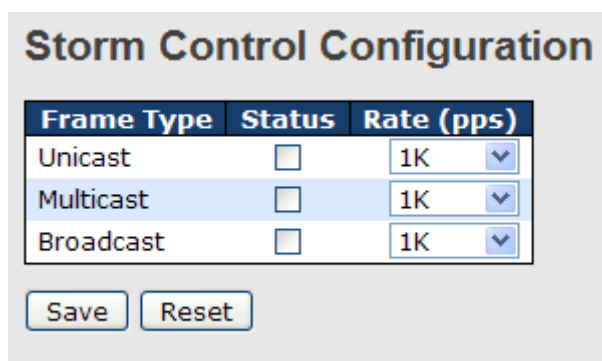 Storm Control Configuration
Frame Type Status Rate (pps)
Unicast 1K
Multicast 1K
Broadcast 1K
Save Reset